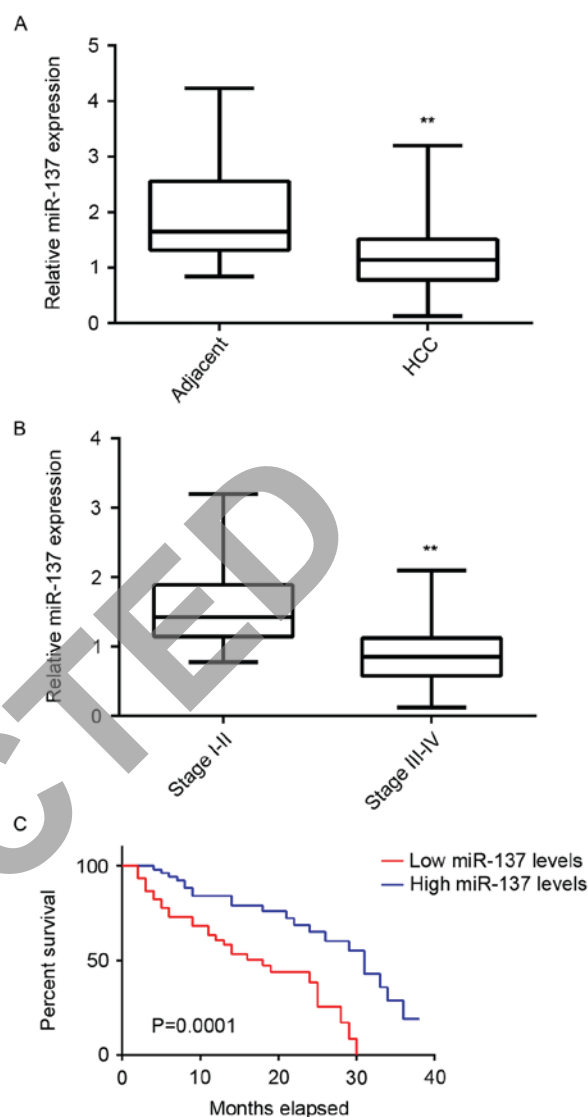 A
Relative miR-137 expression
5
4
3
2
1
0
**
Adjacent
HCC
B
Relative miR-137 expression
4
3
2
1
0
**
Stage I-II
Stage III-IV
CTED
C
Percent survival
100
50
0
Low miR-137 levels
High miR-137 levels
P=0.0001
0 10 20 30 40
Months elapsed